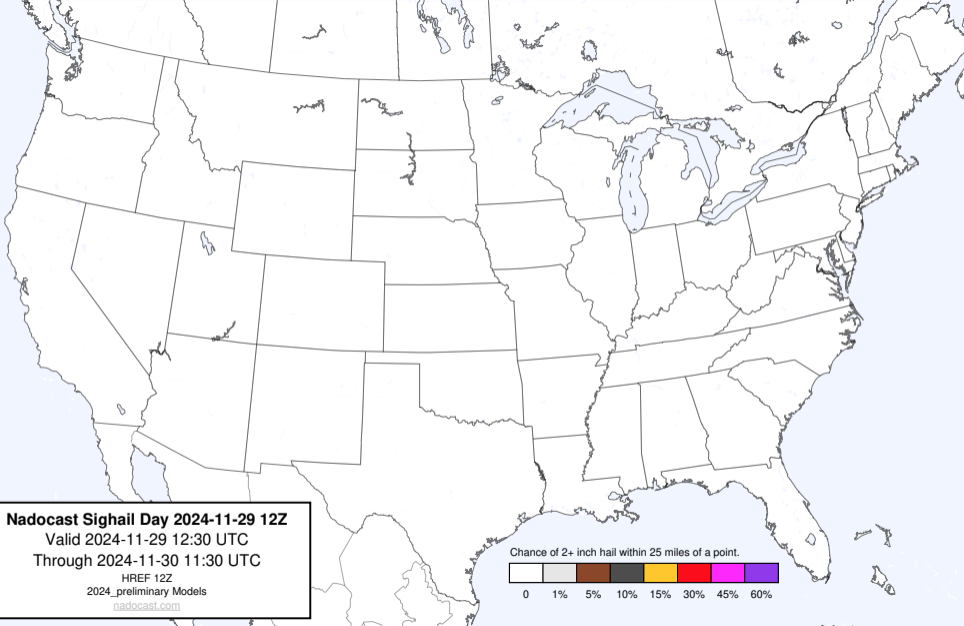 Nadocast Sighail Day 2024-11-29 12Z
Valid 2024-11-29 12:30 UTC
Through 2024-11-30 11:30 UTC
HREF 12Z
2024_preliminary Models
nadocast.com
Chance of 2+ inch hail within 25 miles of a point.
0 1% 5% 10% 15% 30% 45% 60%